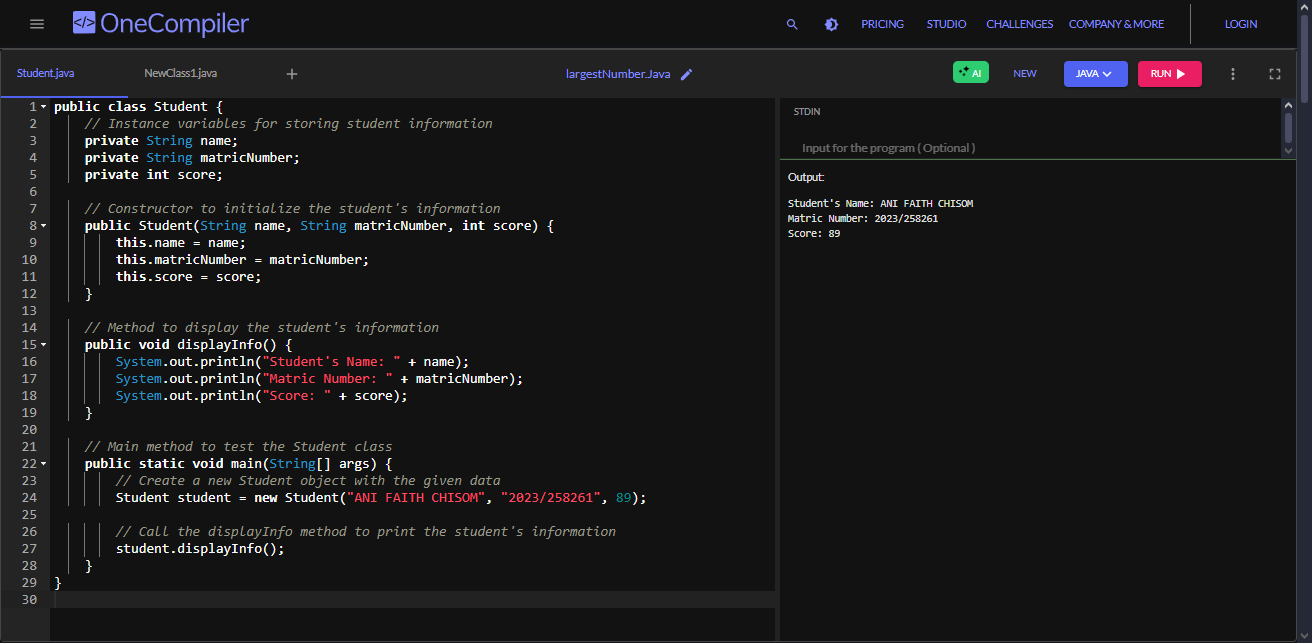 </> OneCompiler
PRICING STUDIO CHALLENGES COMPANY & MORE LOGIN
Student.java NewClass1.java + largestNumber.Java AI NEW JAVA RUN
STDIN
Input for the program ( Optional )
1 public class Student {
2     // Instance variables for storing student information
3     private String name;
4     private String matricNumber;
5     private int score;
6
7     // Constructor to initialize the student's information
8     public Student(String name, String matricNumber, int score) {
9         this.name = name;
10         this.matricNumber = matricNumber;
11         this.score = score;
12     }
13
14     // Method to display the student's information
15     public void displayInfo() {
16         System.out.println("Student's Name: " + name);
17         System.out.println("Matric Number: " + matricNumber);
18         System.out.println("Score: " + score);
19     }
20
21     // Main method to test the Student class
22     public static void main(String[] args) {
23         // Create a new Student object with the given data
24         Student student = new Student("ANI FAITH CHISOM", "2023/258261", 89);
25
26         // Call the displayInfo method to print the student's information
27         student.displayInfo();
28     }
29 }
30
Output:
Student's Name: ANI FAITH CHISOM
Matric Number: 2023/258261
Score: 89